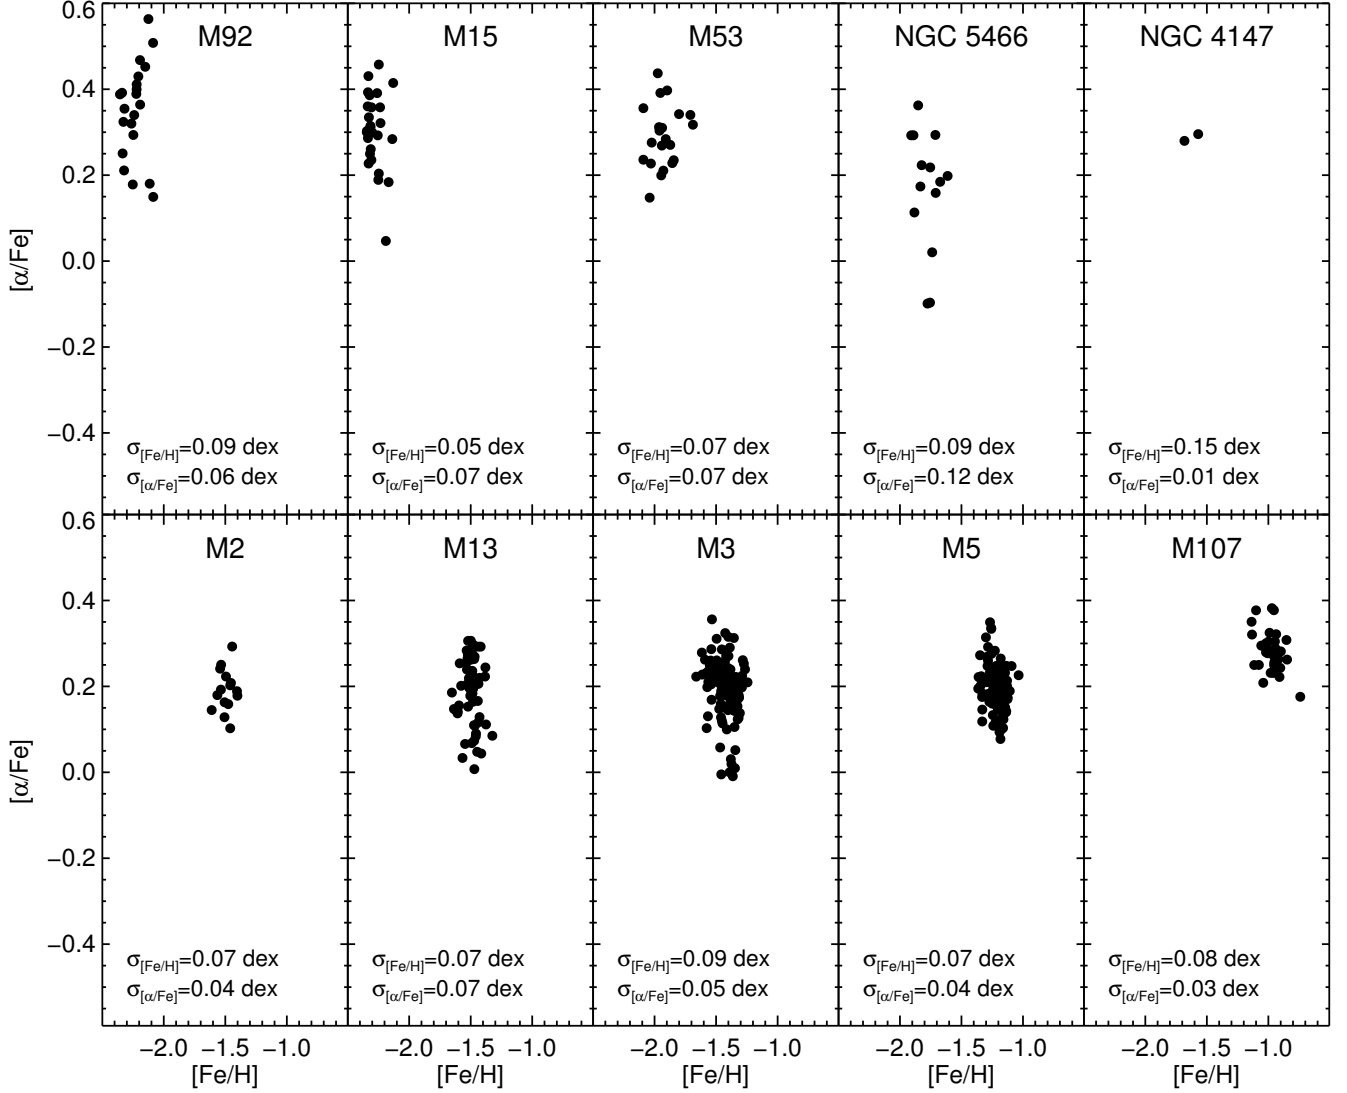 M92
M15
M53
NGC 5466
NGC 4147
0.6
0.4
0.2
0.0
−0.2
−0.4
[α/Fe]
σ[Fe/H]=0.09 dex
σ[α/Fe]=0.06 dex
σ[Fe/H]=0.05 dex
σ[α/Fe]=0.07 dex
σ[Fe/H]=0.07 dex
σ[α/Fe]=0.07 dex
σ[Fe/H]=0.09 dex
σ[α/Fe]=0.12 dex
σ[Fe/H]=0.15 dex
σ[α/Fe]=0.01 dex
M2
M13
M3
M5
M107
0.6
0.4
0.2
0.0
−0.2
−0.4
[α/Fe]
σ[Fe/H]=0.07 dex
σ[α/Fe]=0.04 dex
σ[Fe/H]=0.07 dex
σ[α/Fe]=0.07 dex
σ[Fe/H]=0.09 dex
σ[α/Fe]=0.05 dex
σ[Fe/H]=0.07 dex
σ[α/Fe]=0.04 dex
σ[Fe/H]=0.08 dex
σ[α/Fe]=0.03 dex
−2.0 −1.5 −1.0
−2.0 −1.5 −1.0
−2.0 −1.5 −1.0
−2.0 −1.5 −1.0
−2.0 −1.5 −1.0
[Fe/H]
[Fe/H]
[Fe/H]
[Fe/H]
[Fe/H]